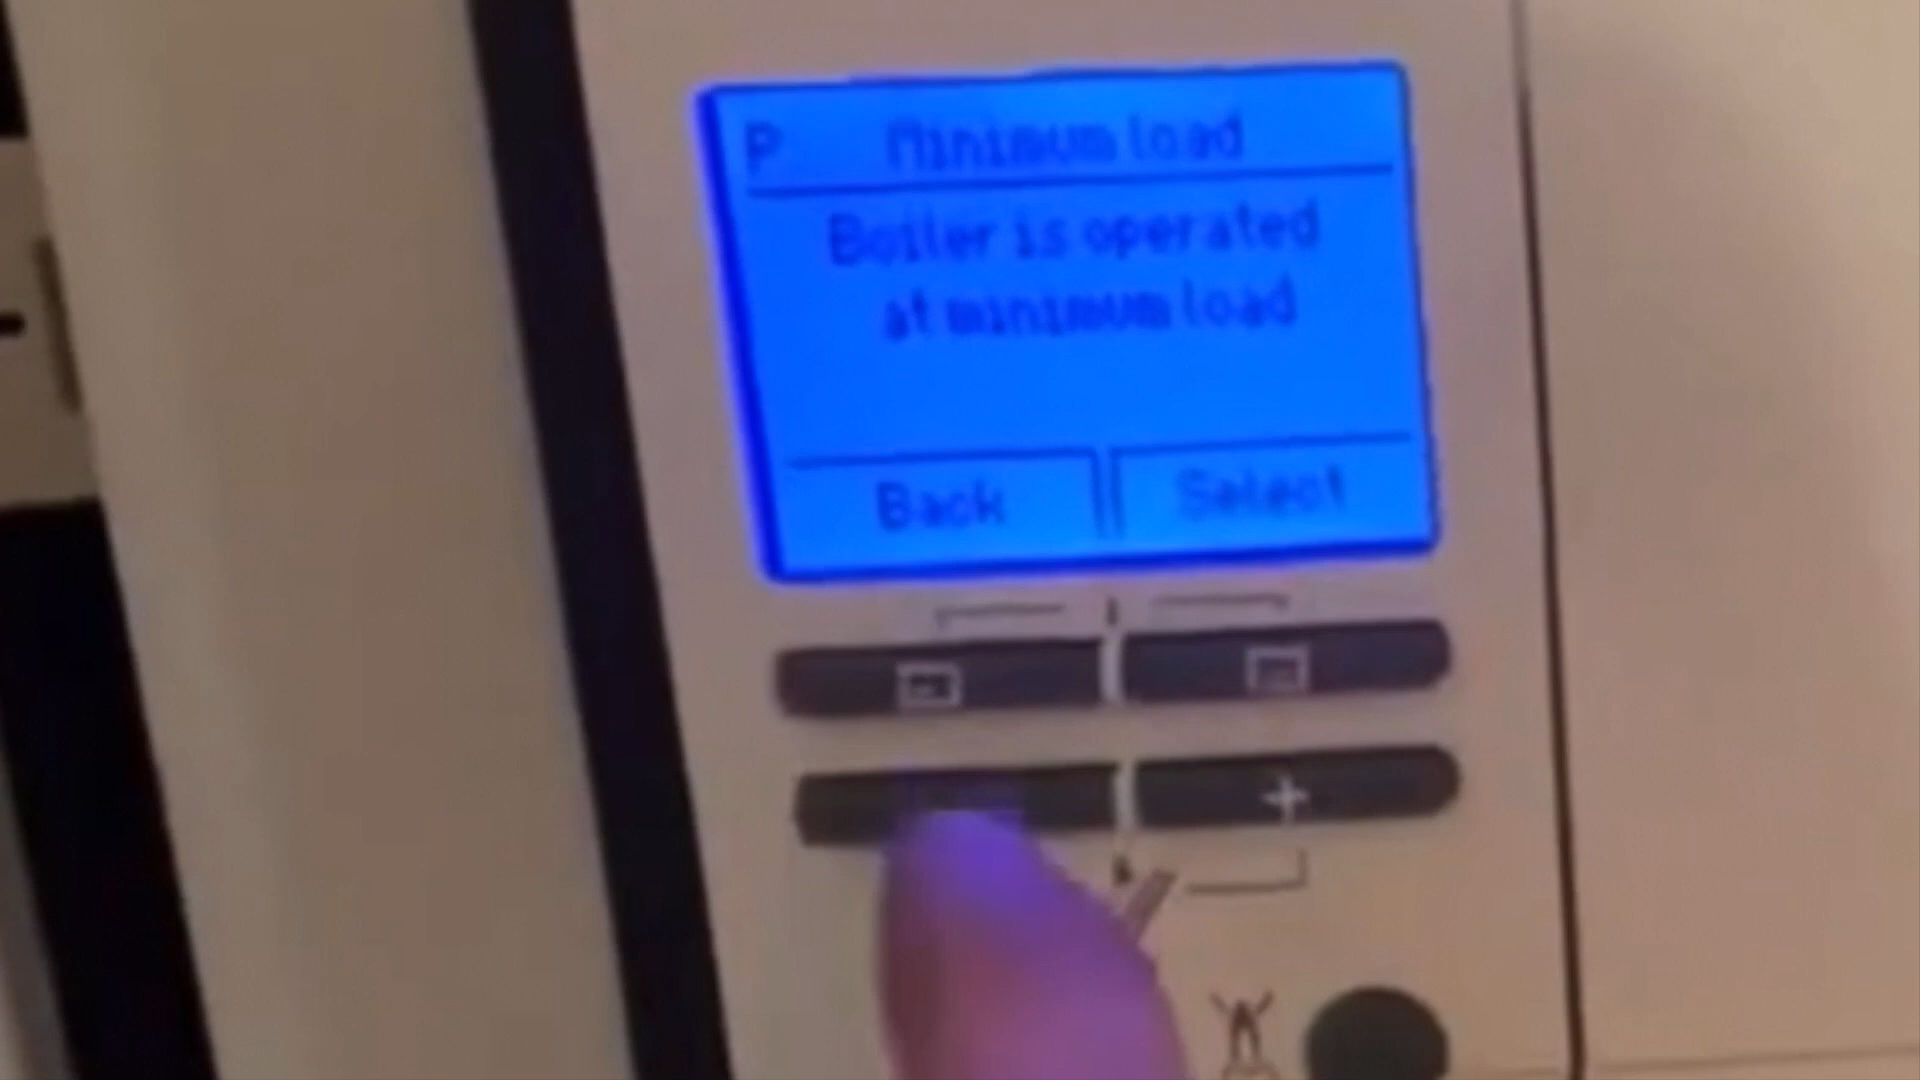 P Minimum load
Boiler is operated
at minimum load
Back Select
+